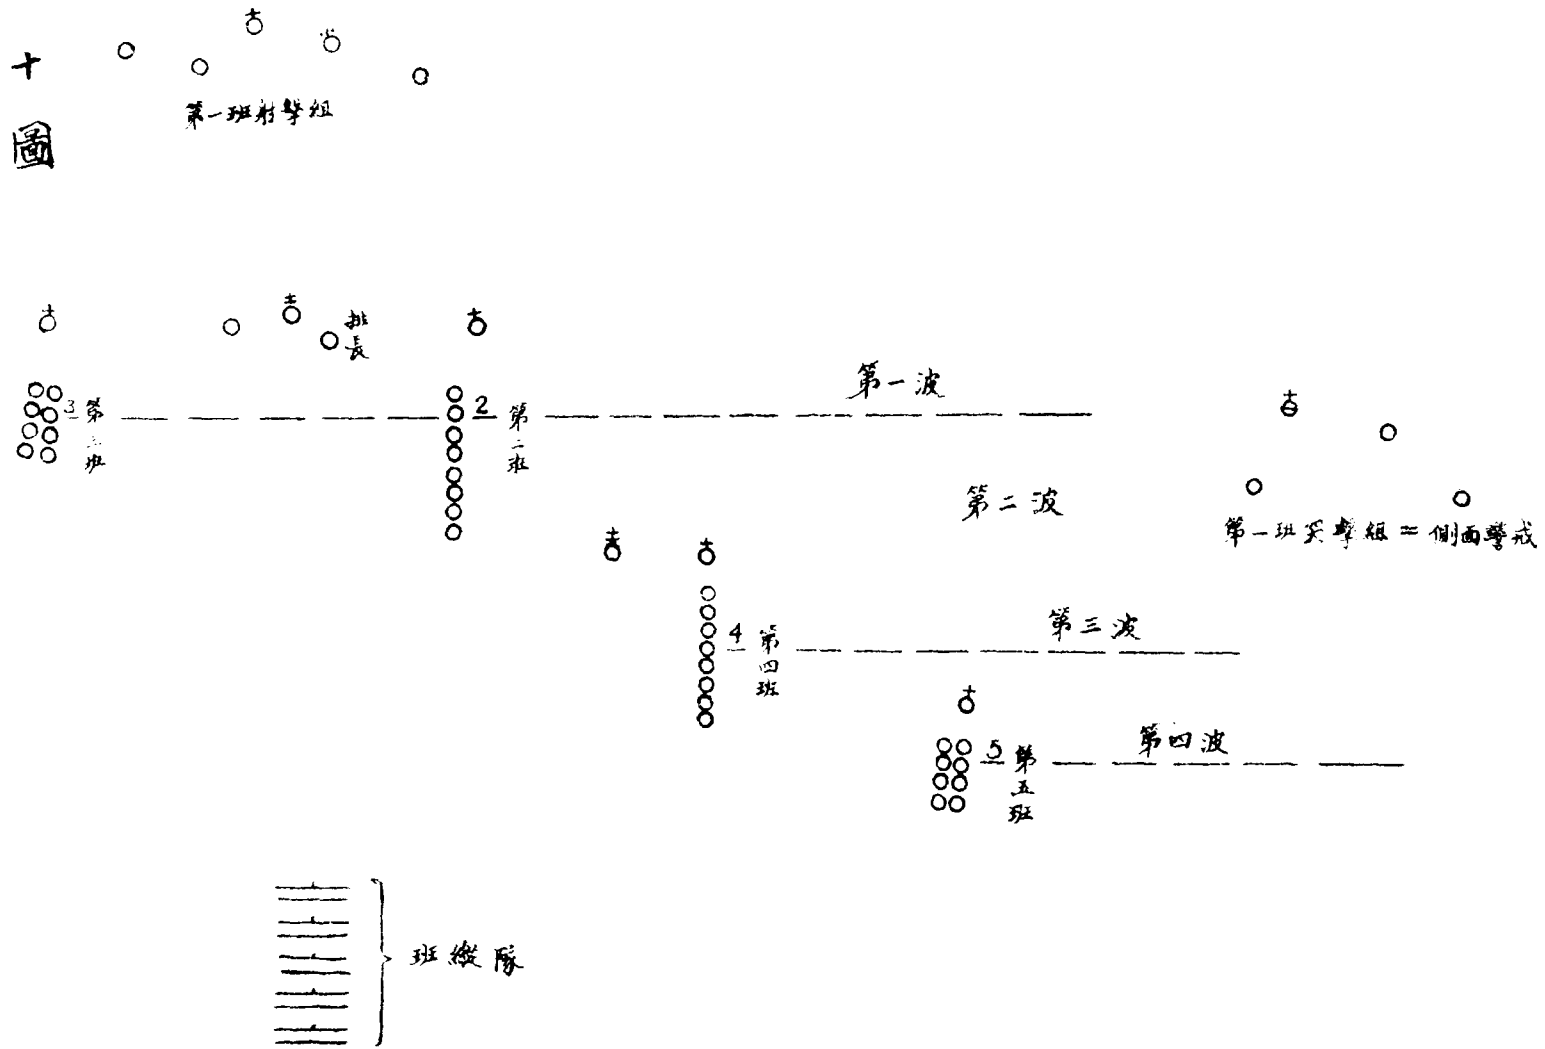 十圖
第一班射擊組
排長
第一波
3 第三班
2 第二班
第二波
第一班突擊組＝側面警戒
第三波
4 第四班
第四波
5 第五班
班縱隊